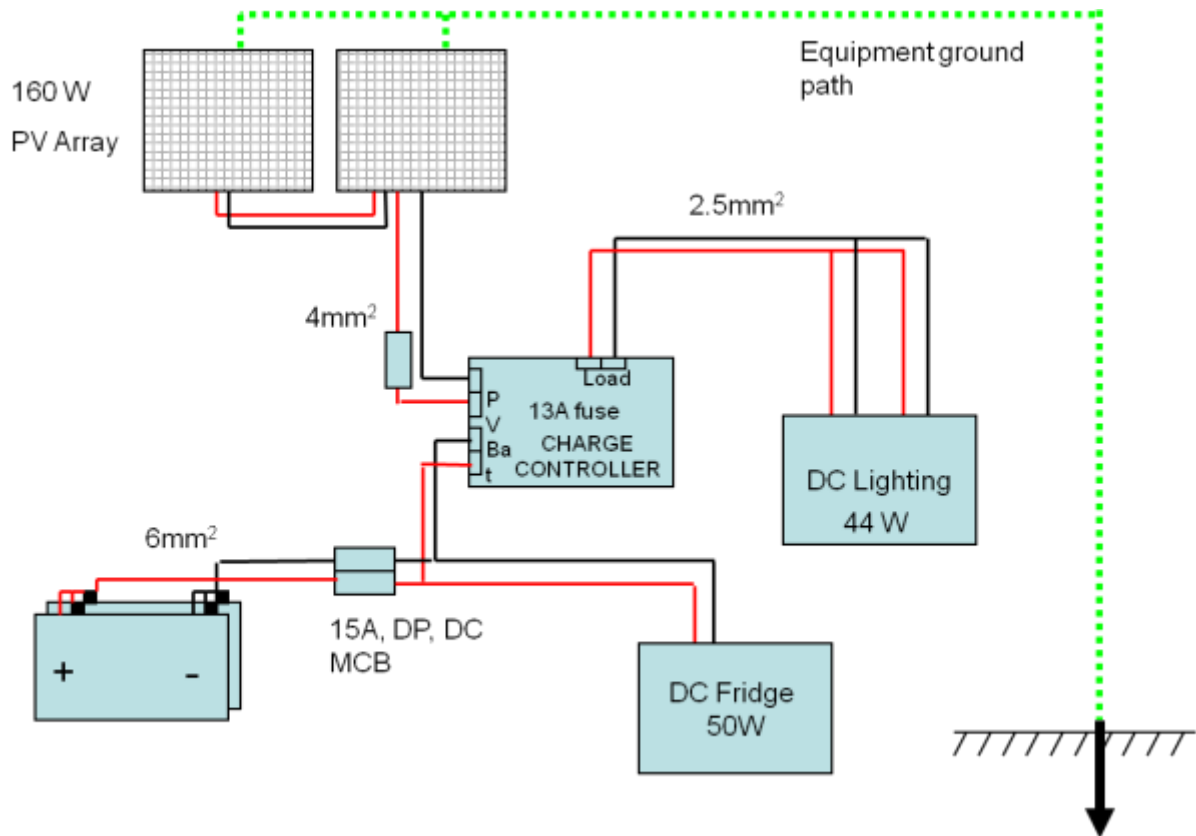 Equipment ground
path
160 W
PV Array
2.5mm²
4mm²
Load
P
V
13A fuse
Ba
t
CHARGE
CONTROLLER
DC Lighting
44 W
6mm²
15A, DP, DC
MCB
+ -
DC Fridge
50W